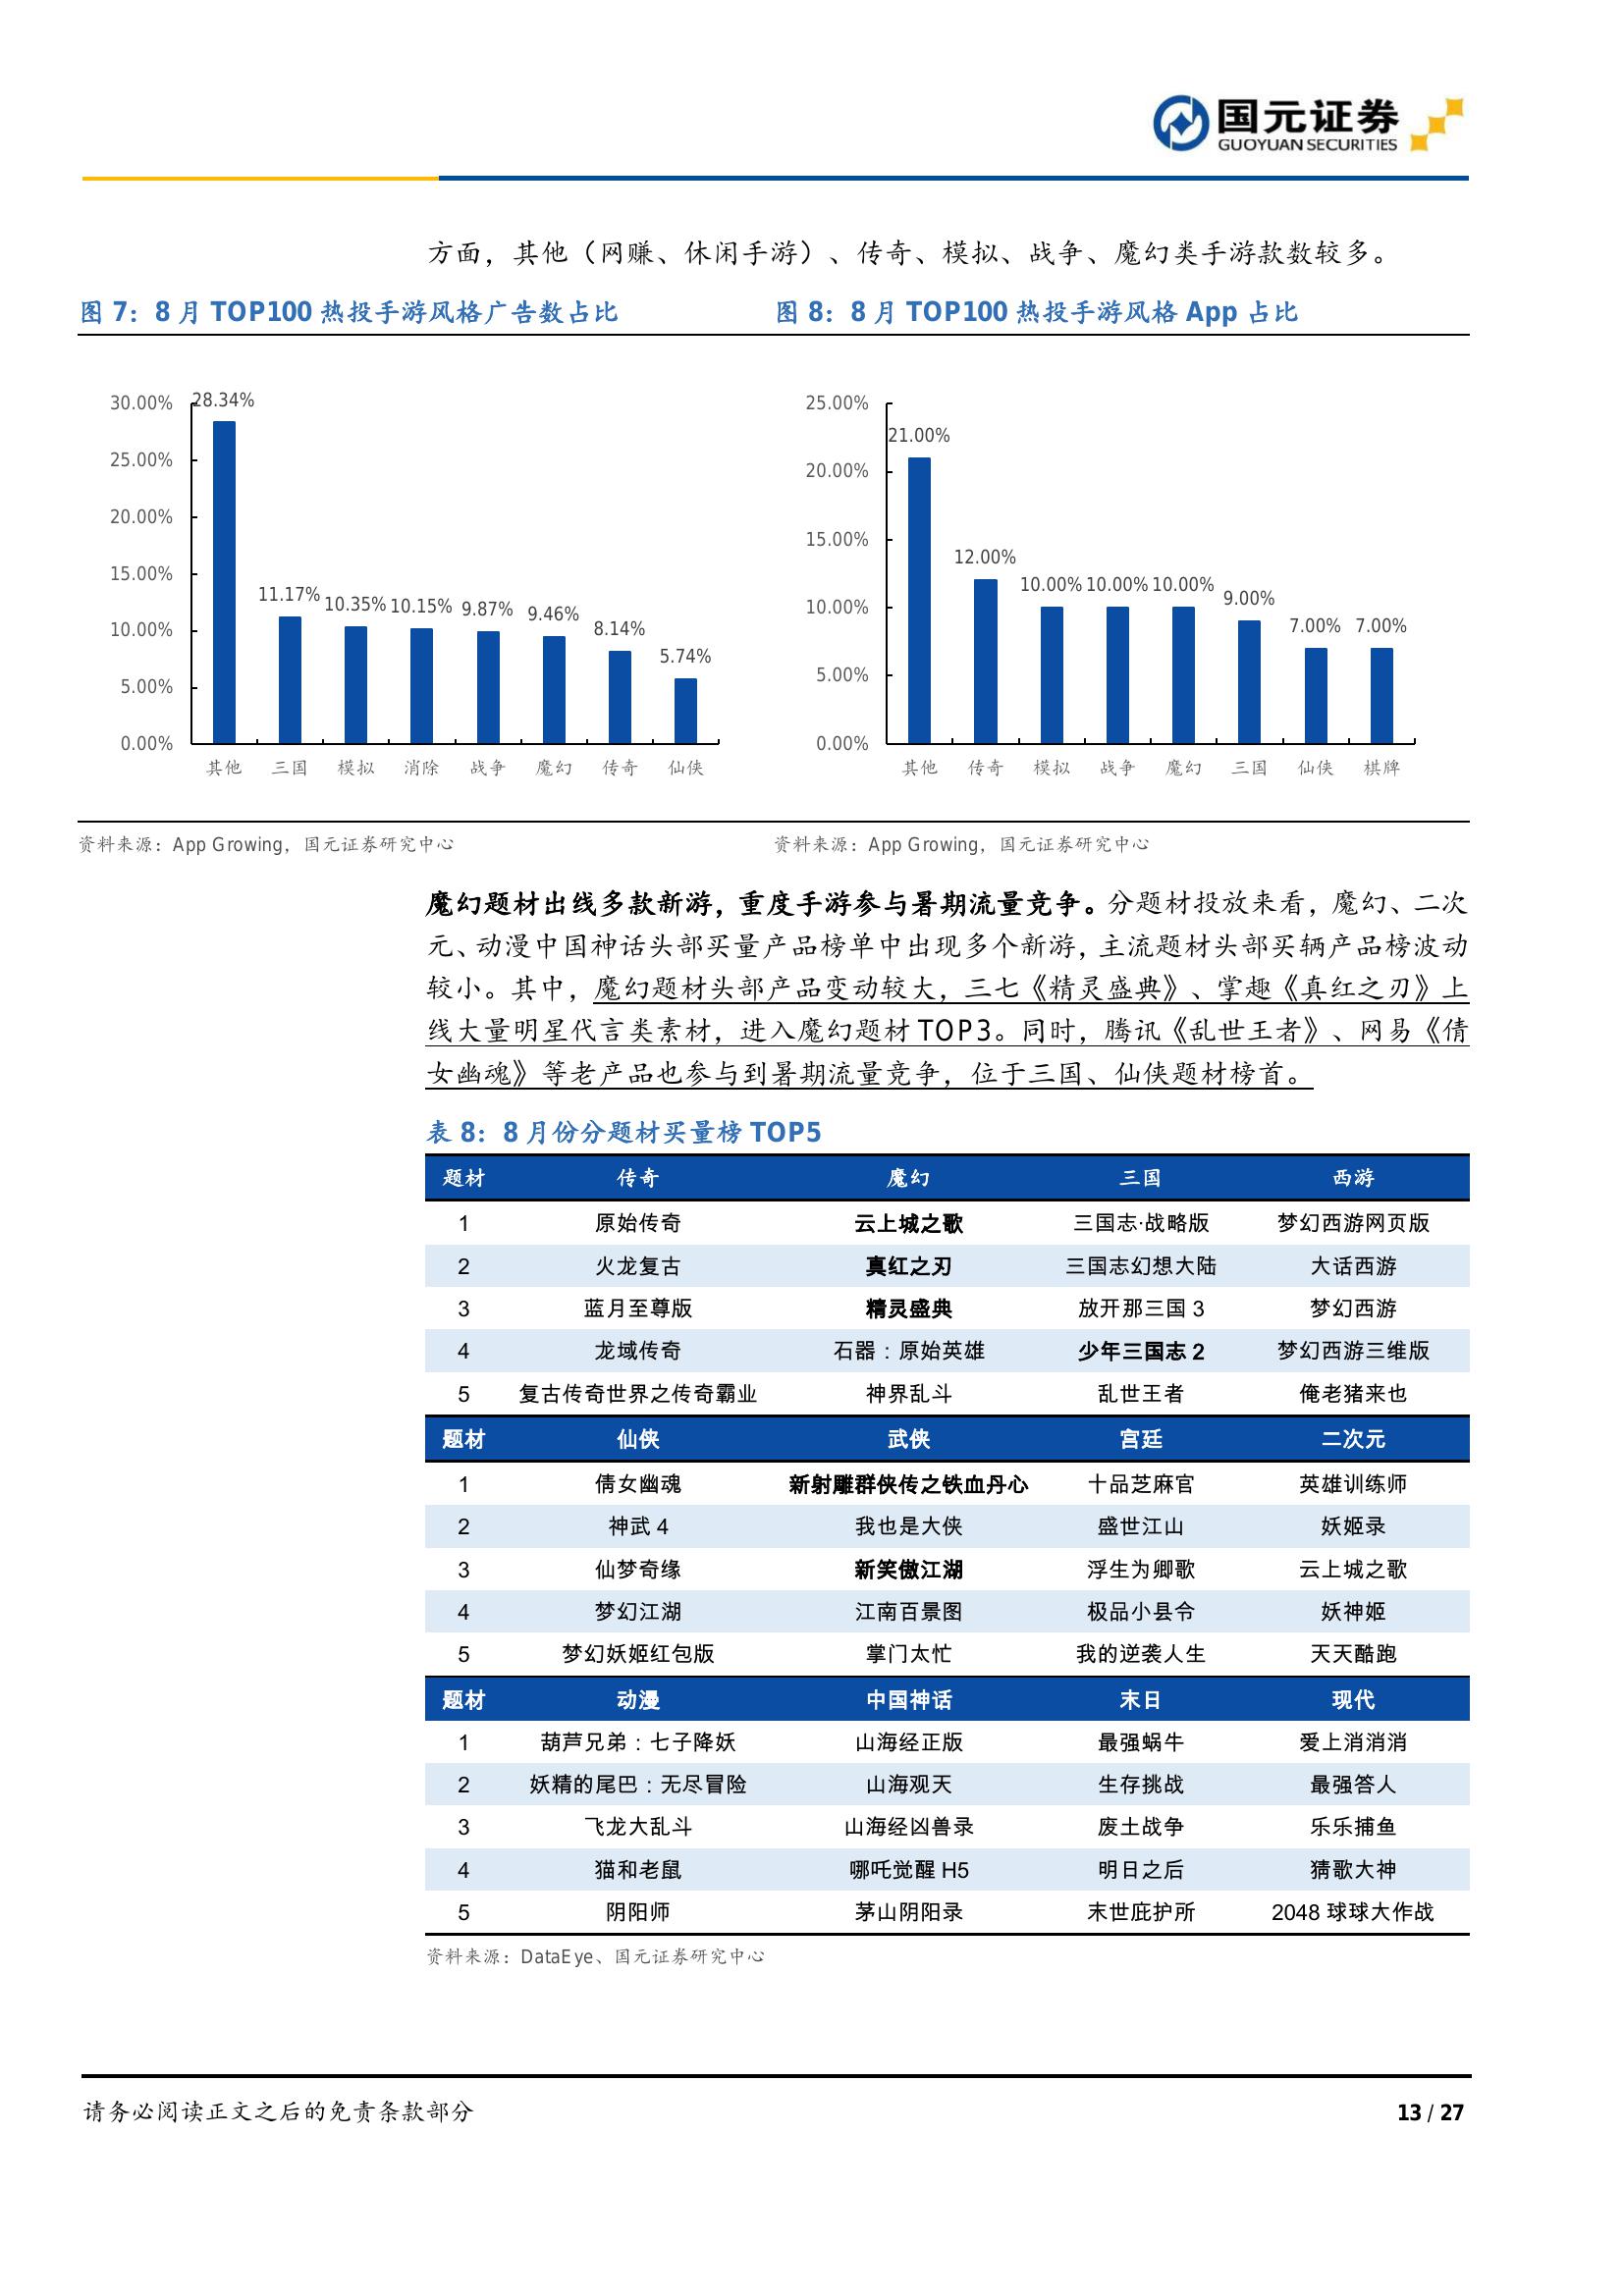 国元证券
GUOYUAN SECURITIES
方面，其他（网赚、休闲手游）、传奇、模拟、战争、魔幻类手游款数较多。
图 7：8 月 TOP100 热投手游风格广告数占比
图 8：8 月 TOP100 热投手游风格 App 占比
30.00%
25.00%
20.00%
15.00%
10.00%
5.00%
0.00%
28.34% 11.17% 10.35% 10.15% 9.87% 9.46% 8.14% 5.74%
其他 三国 模拟 消除 战争 魔幻 传奇 仙侠
25.00%
20.00%
15.00%
10.00%
5.00%
0.00%
21.00% 12.00% 10.00% 10.00% 10.00% 9.00% 7.00% 7.00%
其他 传奇 模拟 战争 魔幻 三国 仙侠 棋牌
资料来源：App Growing，国元证券研究中心
资料来源：App Growing，国元证券研究中心
魔幻题材出线多款新游，重度手游参与暑期流量竞争。分题材投放来看，魔幻、二次
元、动漫中国神话头部买量产品榜单中出现多个新游，主流题材头部买辆产品榜波动
较小。其中，魔幻题材头部产品变动较大，三七《精灵盛典》、掌趣《真红之刃》上
线大量明星代言类素材，进入魔幻题材 TOP3。同时，腾讯《乱世王者》、网易《倩
女幽魂》等老产品也参与到暑期流量竞争，位于三国、仙侠题材榜首。
表 8：8 月份分题材买量榜 TOP5
题材 传奇 魔幻 三国 西游
1 原始传奇 云上城之歌 三国志·战略版 梦幻西游网页版
2 火龙复古 真红之刃 三国志幻想大陆 大话西游
3 蓝月至尊版 精灵盛典 放开那三国 3 梦幻西游
4 龙域传奇 石器：原始英雄 少年三国志 2 梦幻西游三维版
5 复古传奇世界之传奇霸业 神界乱斗 乱世王者 俺老猪来也
题材 仙侠 武侠 宫廷 二次元
1 倩女幽魂 新射雕群侠传之铁血丹心 十品芝麻官 英雄训练师
2 神武 4 我也是大侠 盛世江山 妖姬录
3 仙梦奇缘 新笑傲江湖 浮生为卿歌 云上城之歌
4 梦幻江湖 江南百景图 极品小县令 妖神姬
5 梦幻妖姬红包版 掌门太忙 我的逆袭人生 天天酷跑
题材 动漫 中国神话 末日 现代
1 葫芦兄弟：七子降妖 山海经正版 最强蜗牛 爱上消消消
2 妖精的尾巴：无尽冒险 山海观天 生存挑战 最强答人
3 飞龙大乱斗 山海经凶兽录 废土战争 乐乐捕鱼
4 猫和老鼠 哪吒觉醒 H5 明日之后 猜歌大神
5 阴阳师 茅山阴阳录 末世庇护所 2048 球球大作战
资料来源：DataEye、国元证券研究中心
请务必阅读正文之后的免责条款部分
13 / 27